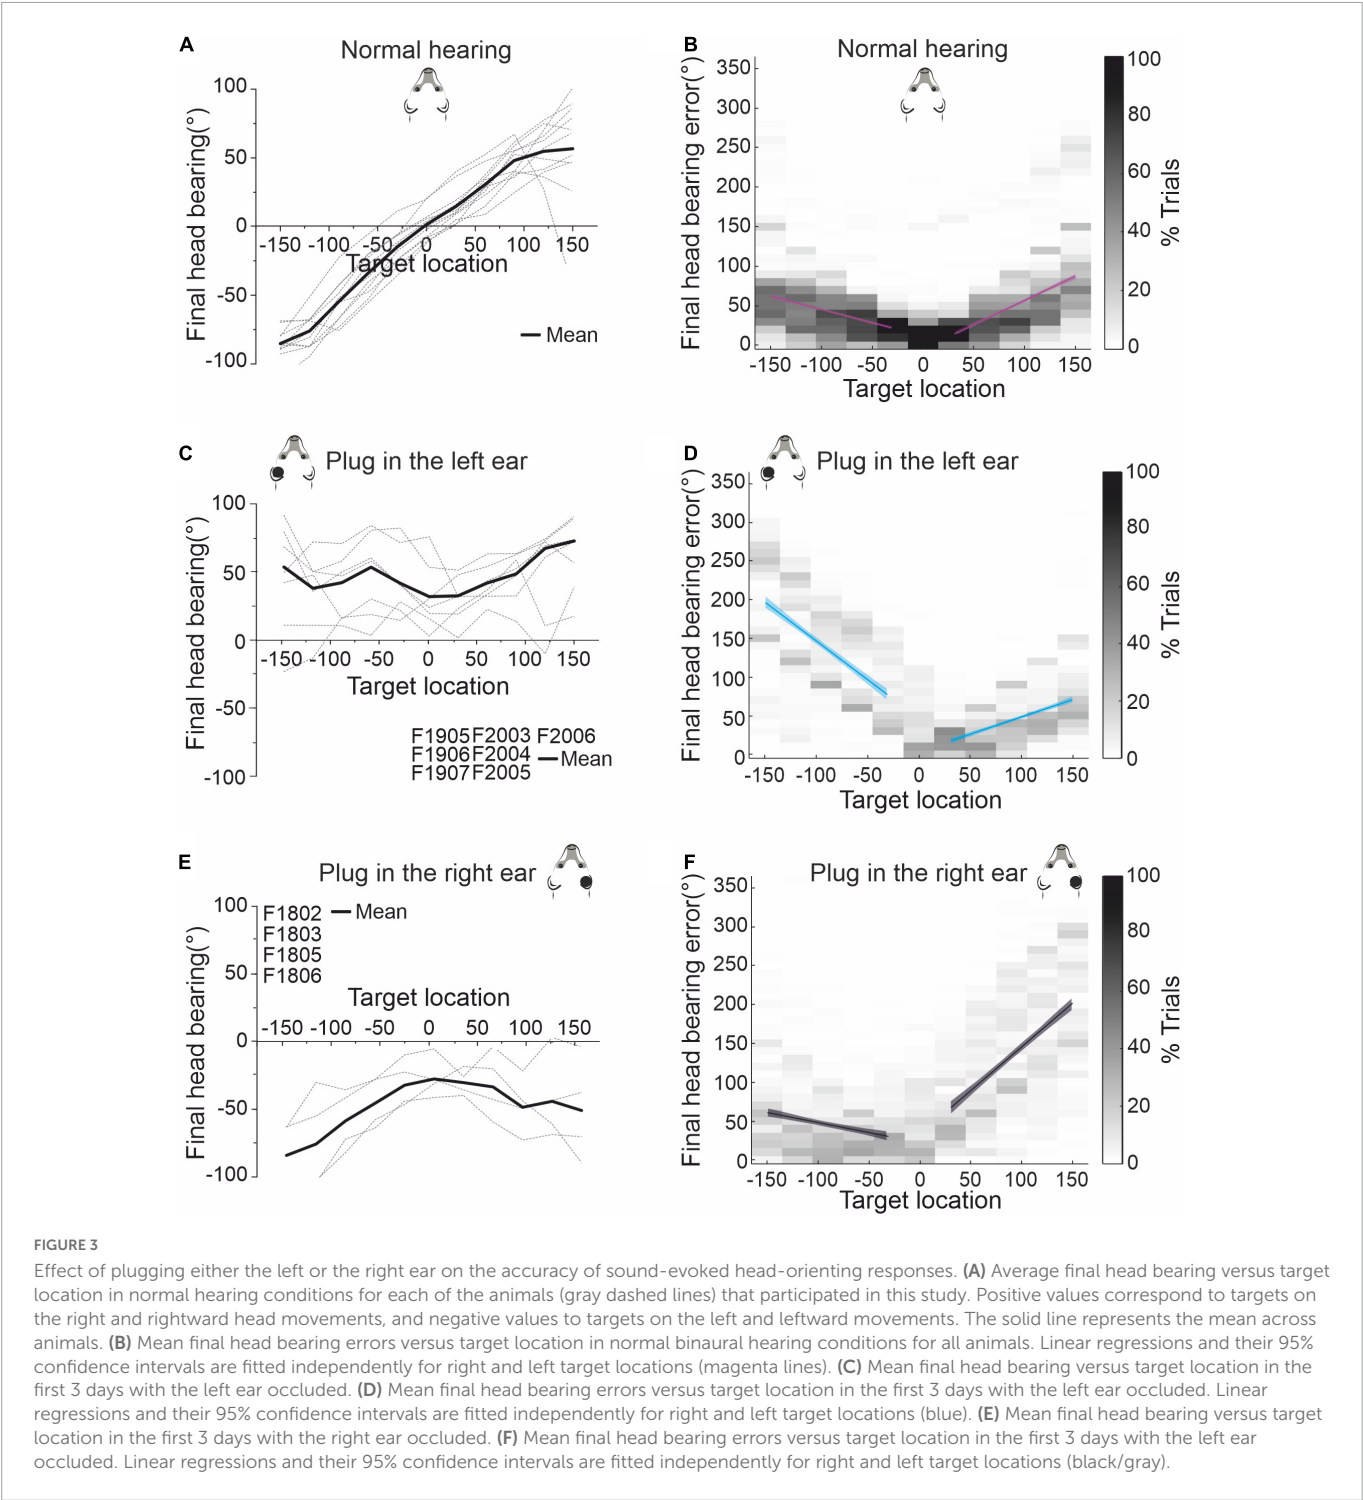 A
Normal hearing
Final head bearing(°)
100
50
0
-50
-100
-150 -100 -50 0 50 100 150
Target location
Mean
B
Normal hearing
Final head bearing error(°)
350
300
250
200
150
100
50
0
-150 -100 -50 0 50 100 150
Target location
100
80
60
40
20
0
% Trials
C
Plug in the left ear
Final head bearing(°)
100
50
0
-50
-100
-150 -100 -50 0 50 100 150
Target location
F1905 F2003 F2006
F1906 F2004 Mean
F1907 F2005
D
Plug in the left ear
Final head bearing error(°)
350
300
250
200
150
100
50
0
-150 -100 -50 0 50 100 150
Target location
100
80
60
40
20
0
% Trials
E
Plug in the right ear
Final head bearing(°)
100
50
0
-50
-100
F1802 Mean
F1803
F1805
F1806
Target location
-150 -100 -50 0 50 100 150
F
Plug in the right ear
Final head bearing error(°)
350
300
250
200
150
100
50
0
-150 -100 -50 0 50 100 150
Target location
100
80
60
40
20
0
% Trials
FIGURE 3
Effect of plugging either the left or the right ear on the accuracy of sound-evoked head-orienting responses. (A) Average final head bearing versus target
location in normal hearing conditions for each of the animals (gray dashed lines) that participated in this study. Positive values correspond to targets on
the right and rightward head movements, and negative values to targets on the left and leftward movements. The solid line represents the mean across
animals. (B) Mean final head bearing errors versus target location in normal binaural hearing conditions for all animals. Linear regressions and their 95%
confidence intervals are fitted independently for right and left target locations (magenta lines). (C) Mean final head bearing versus target location in the
first 3 days with the left ear occluded. (D) Mean final head bearing errors versus target location in the first 3 days with the left ear occluded. Linear
regressions and their 95% confidence intervals are fitted independently for right and left target locations (blue). (E) Mean final head bearing versus target
location in the first 3 days with the right ear occluded. (F) Mean final head bearing errors versus target location in the first 3 days with the left ear
occluded. Linear regressions and their 95% confidence intervals are fitted independently for right and left target locations (black/gray).